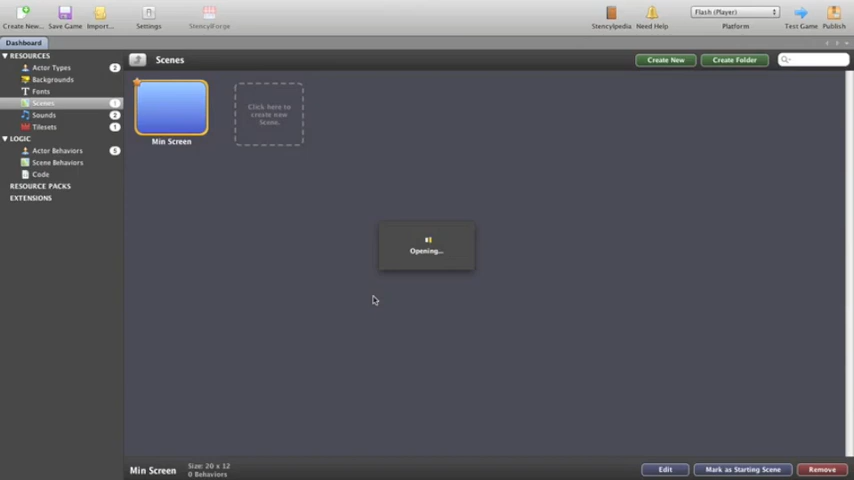 Create New...
Save Game
Import...
Settings
StencylForge
Stencylpedia
Need Help
Flash (Player)
Platform
Test Game
Publish
Dashboard
RESOURCES
Actor Types 2
Backgrounds
Fonts
Scenes 1
Sounds 2
Tilesets 1
LOGIC
Actor Behaviors 5
Scene Behaviors
Code
RESOURCE PACKS
EXTENSIONS
Scenes
Create New
Create Folder
Min Screen
Click here to
create new
Scene.
Opening...
Min Screen
Size: 20 x 12
0 Behaviors
Edit
Mark as Starting Scene
Remove